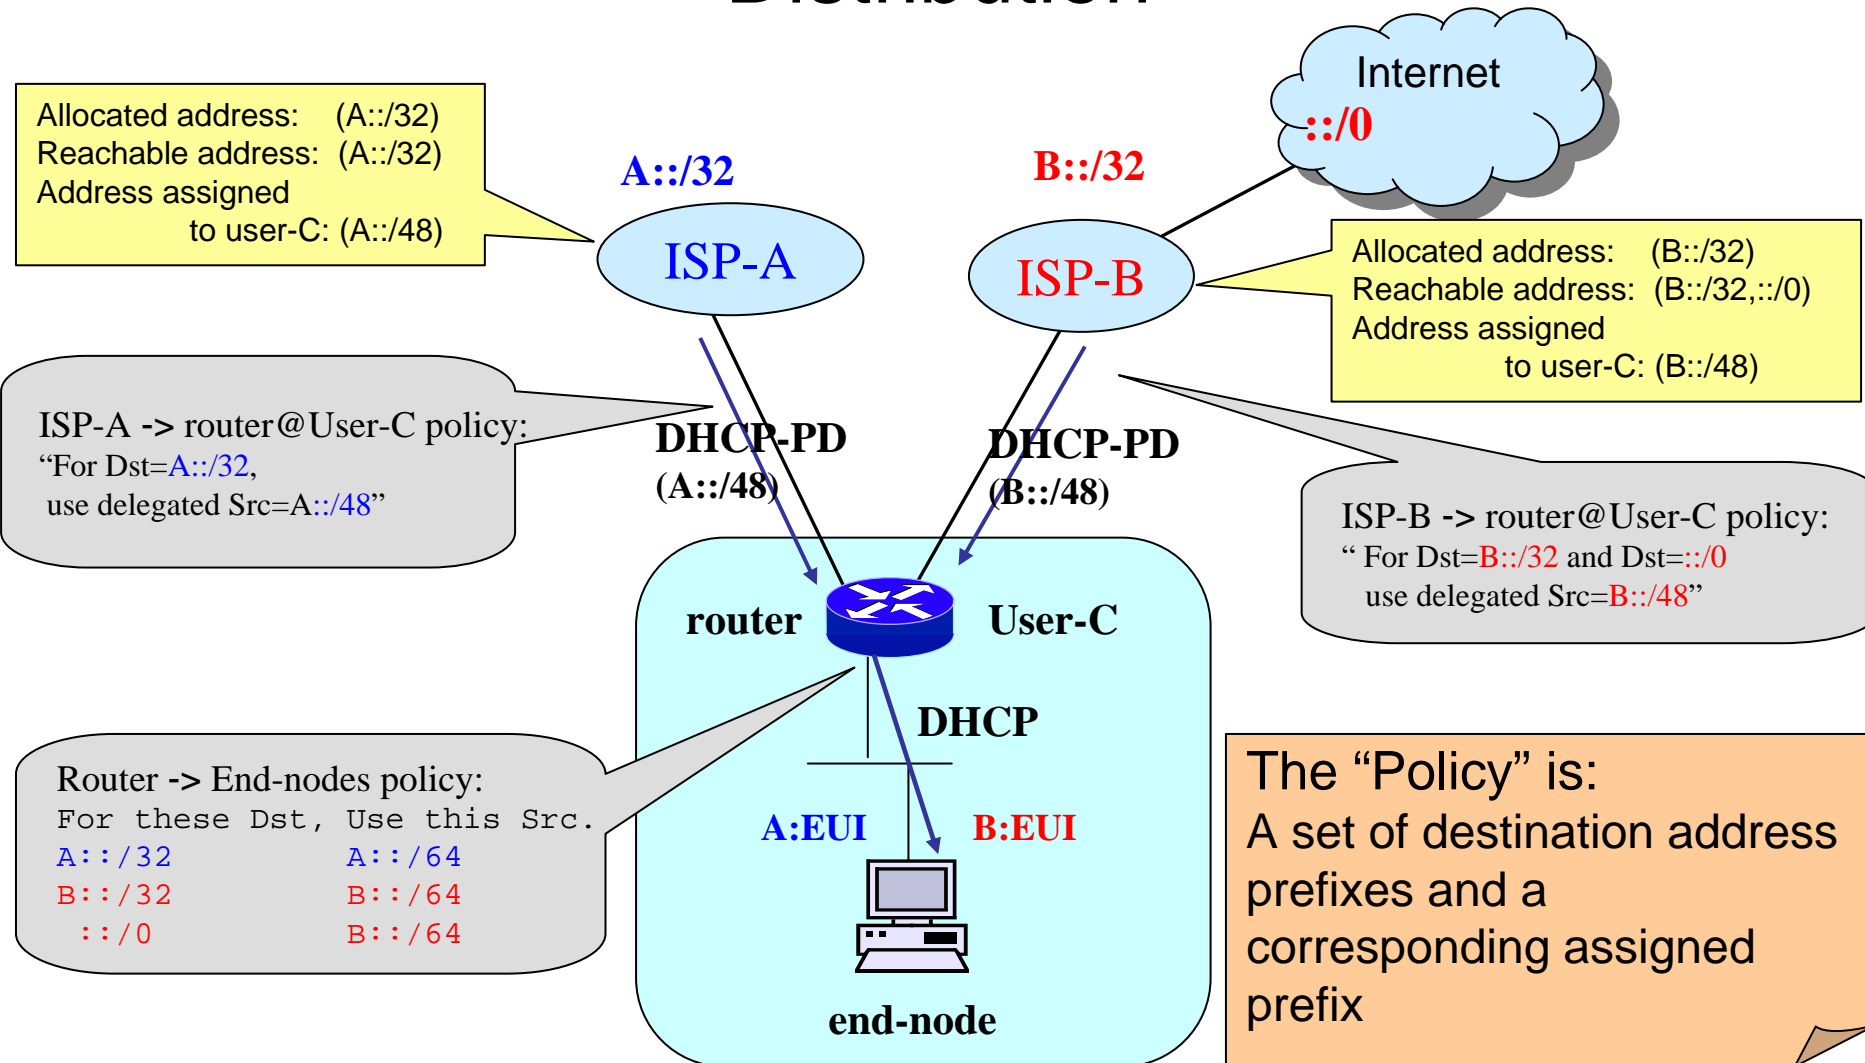 Distribution
Internet
::/0
Allocated address: (A::/32)
Reachable address: (A::/32)
Address assigned
to user-C: (A::/48)
A::/32
B::/32
ISP-A
ISP-B
Allocated address: (B::/32)
Reachable address: (B::/32,::/0)
Address assigned
to user-C: (B::/48)
ISP-A -> router@User-C policy:
“For Dst=A::/32,
use delegated Src=A::/48”
DHCP-PD
(A::/48)
DHCP-PD
(B::/48)
ISP-B -> router@User-C policy:
“ For Dst=B::/32 and Dst=::/0
use delegated Src=B::/48”
router
User-C
DHCP
Router -> End-nodes policy:
For these Dst, Use this Src.
A::/32 A::/64
B::/32 B::/64
::/0 B::/64
A:EUI
B:EUI
end-node
The “Policy” is:
A set of destination address
prefixes and a
corresponding assigned
prefix